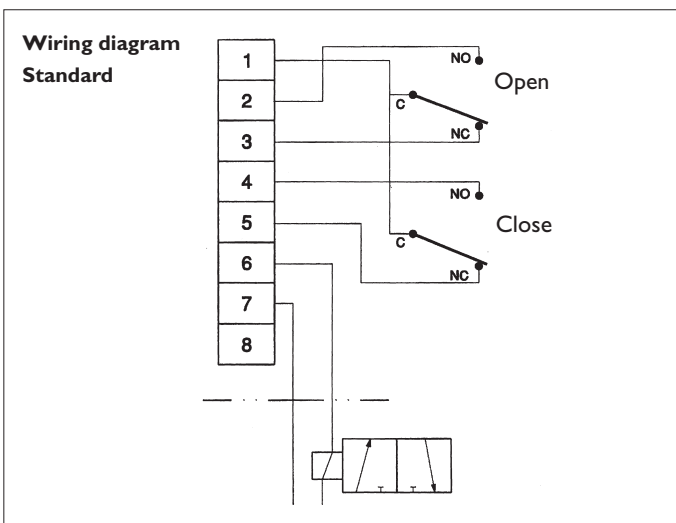 Wiring diagram
Standard
1
2
3
4
5
6
7
8
NO
Open
C
NC
NO
Close
C
NC